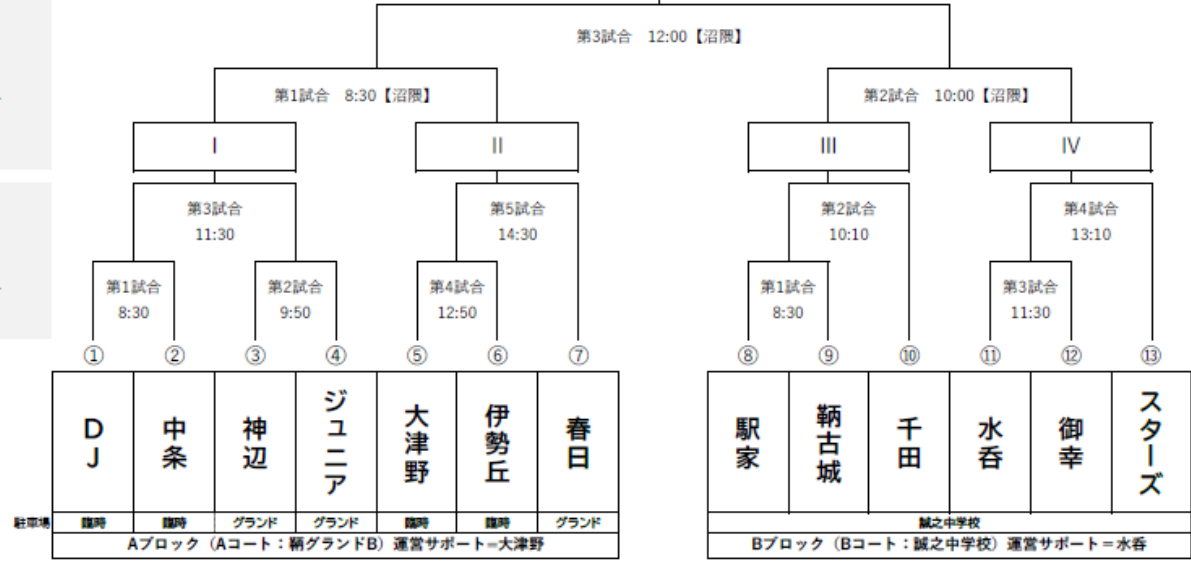 第3試合 12:00【沼隈】
第1試合 8:30【沼隈】
第2試合 10:00【沼隈】
I
II
III
IV
第3試合
11:30
第5試合
14:30
第2試合
10:10
第4試合
13:10
第1試合
8:30
第2試合
9:50
第4試合
12:50
第1試合
8:30
第3試合
11:30
① ② ③ ④ ⑤ ⑥ ⑦ ⑧ ⑨ ⑩ ⑪ ⑫ ⑬
DJ
中条
神辺
ジュニア
大津野
伊勢丘
春日
駅家
鞆古城
千田
水呑
御幸
スターズ
駐車場 臨時 臨時 グランド グランド 臨時 臨時 グランド 誠之中学校
Aブロック（Aコート：鞆グランドB）運営サポート=大津野
Bブロック（Bコート：誠之中学校）運営サポート＝水呑